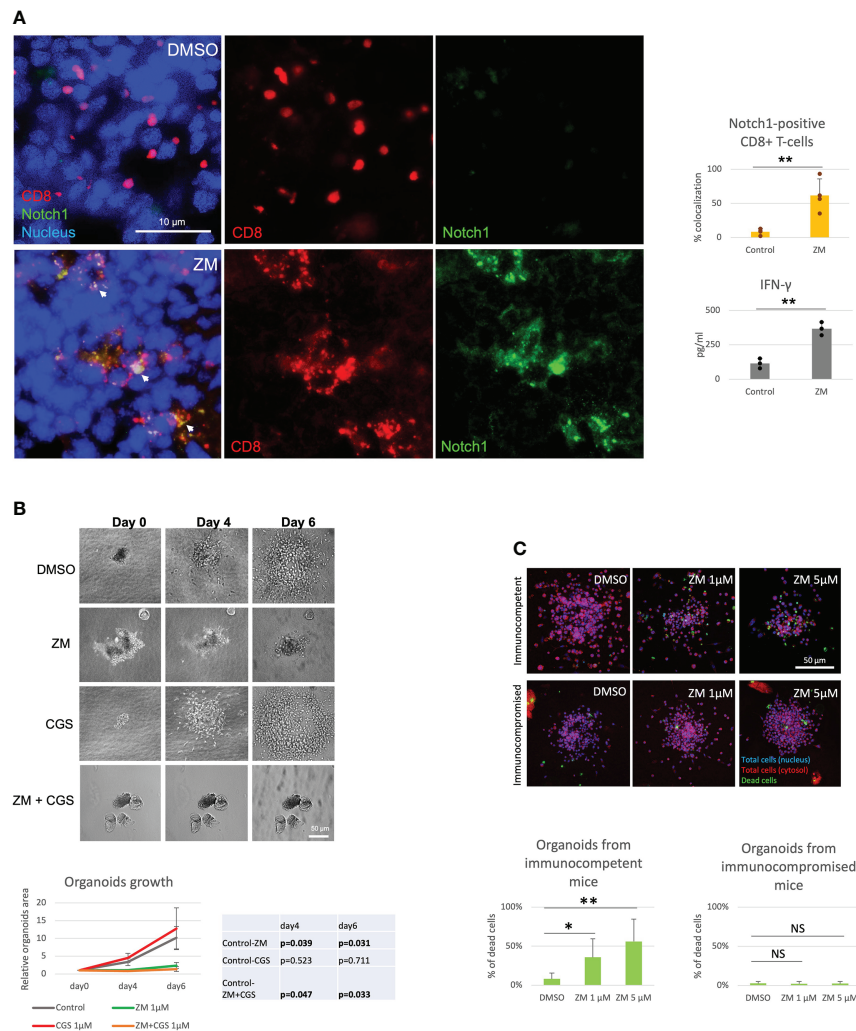 A
DMSO
CD8
Notch1
Nucleus
10 µm
CD8
Notch1
ZM
CD8
Notch1
Notch1-positive
CD8+ T-cells
**
% colocalization
100
50
0
Control
ZM
IFN-γ
**
pg/ml
500
250
0
Control
ZM
B
Day 0
Day 4
Day 6
DMSO
ZM
CGS
ZM + CGS
50 µm
Organoids growth
Relative organoids area
20
15
10
5
0
day0
day4
day6
Control
ZM 1µM
CGS 1µM
ZM+CGS 1µM
day4
day6
Control-ZM
p=0.039
p=0.031
Control-CGS
p=0.523
p=0.711
Control-
ZM+CGS
p=0.047
p=0.033
C
Immunocompetent
DMSO
ZM 1µM
ZM 5µM
50 µm
Immunocompromised
DMSO
ZM 1µM
ZM 5µM
Total cells (nucleus)
Total cells (cytosol)
Dead cells
Organoids from
immunocompetent
mice
% of dead cells
100%
50%
0%
**
*
DMSO
ZM 1 µM
ZM 5 µM
Organoids from
immunocompromised
mice
% of dead cells
100%
50%
0%
NS
NS
DMSO
ZM 1 µM
ZM 5 µM